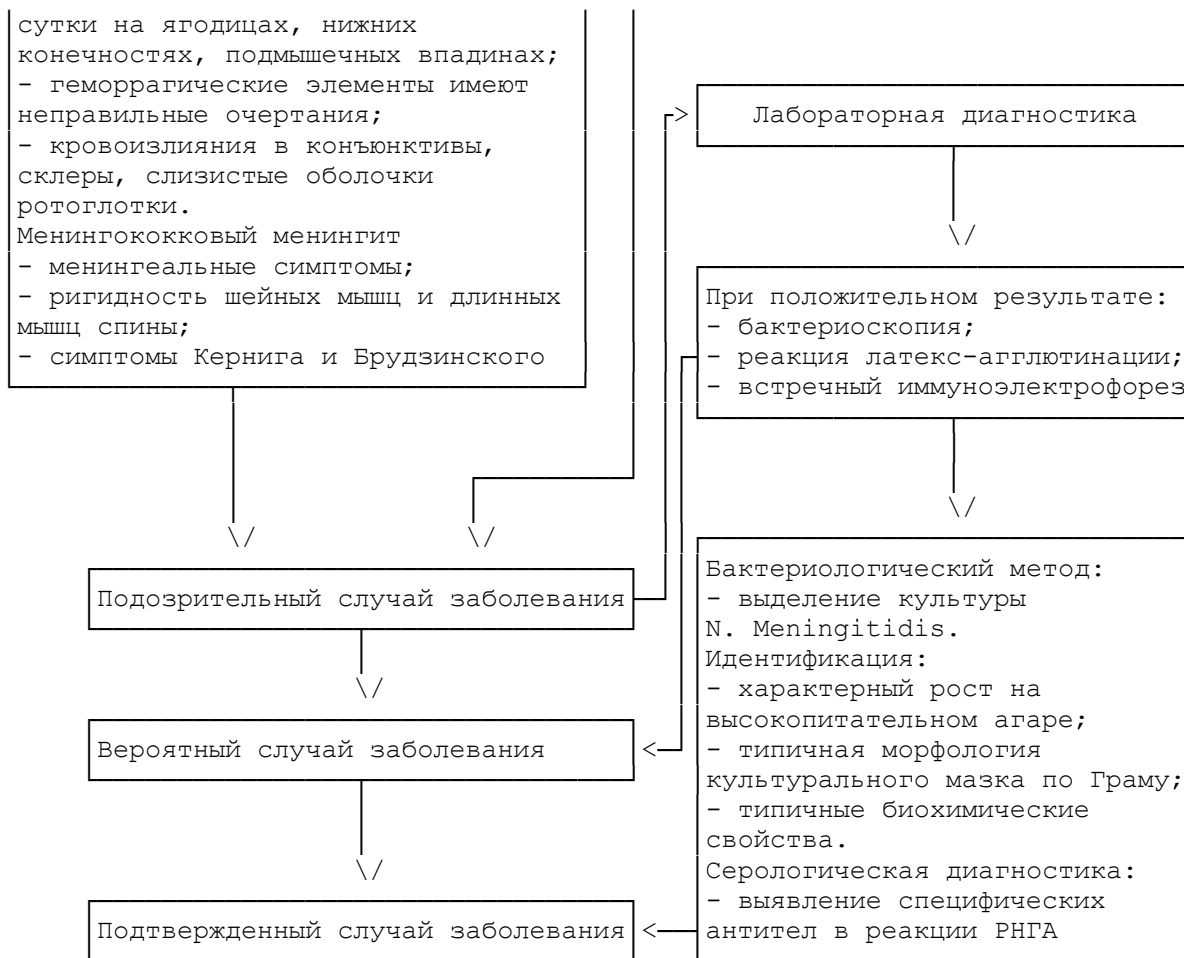 сутки на ягодицах, нижних
конечностях, подмышечных впадинах;
- геморрагические элементы имеют
неправильные очертания;
- кровоизлияния в конъюнктивы,
склеры, слизистые оболочки
ротоглотки.
Менингококковый менингит
- менингеальные симптомы;
- ригидность шейных мышц и длинных
мышц спины;
- симптомы Кернига и Брудзинского
Лабораторная диагностика
При положительном результате:
- бактериоскопия;
- реакция латекс-агглютинации;
- встречный иммуноэлектрофорез
Подозрительный случай заболевания
Вероятный случай заболевания
Подтвержденный случай заболевания
Бактериологический метод:
- выделение культуры
N. Meningitidis.
Идентификация:
- характерный рост на
высокопитательном агаре;
- типичная морфология
культурального мазка по Граму;
- типичные биохимические
свойства.
Серологическая диагностика:
- выявление специфических
антител в реакции РНГА